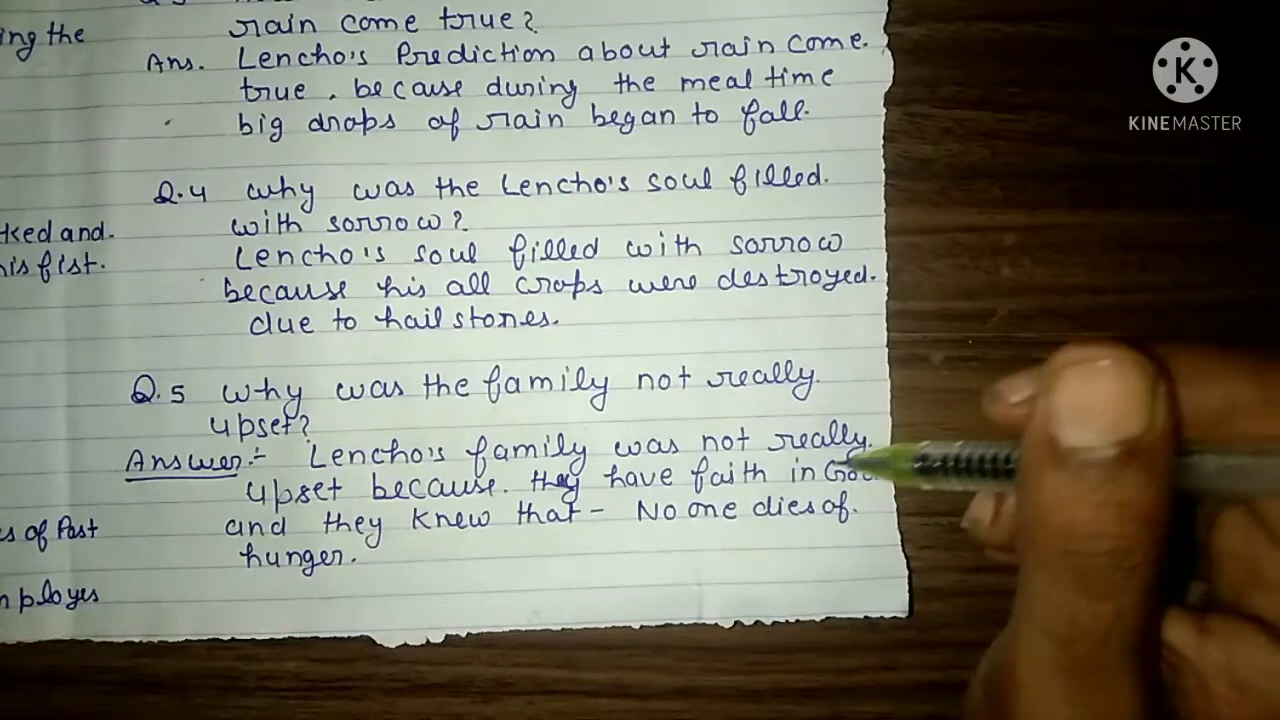 ing the
rain come true?
Ans. Lencho's Prediction about rain come.
true, because during the meal time
big drops of rain began to fall.
Q.4 why was the Lencho's soul filled.
with sorrow?
ked and.
Lencho's soul filled with sorrow
his fist.
because his all crops were destroyed.
due to hail stones.
Q.5 why was the family not really.
upset?
Answer:- Lencho's family was not really.
upset because. they have faith in God
and they knew that - No one dies of.
hunger.
s of Past
mployes
K
KINEMASTER